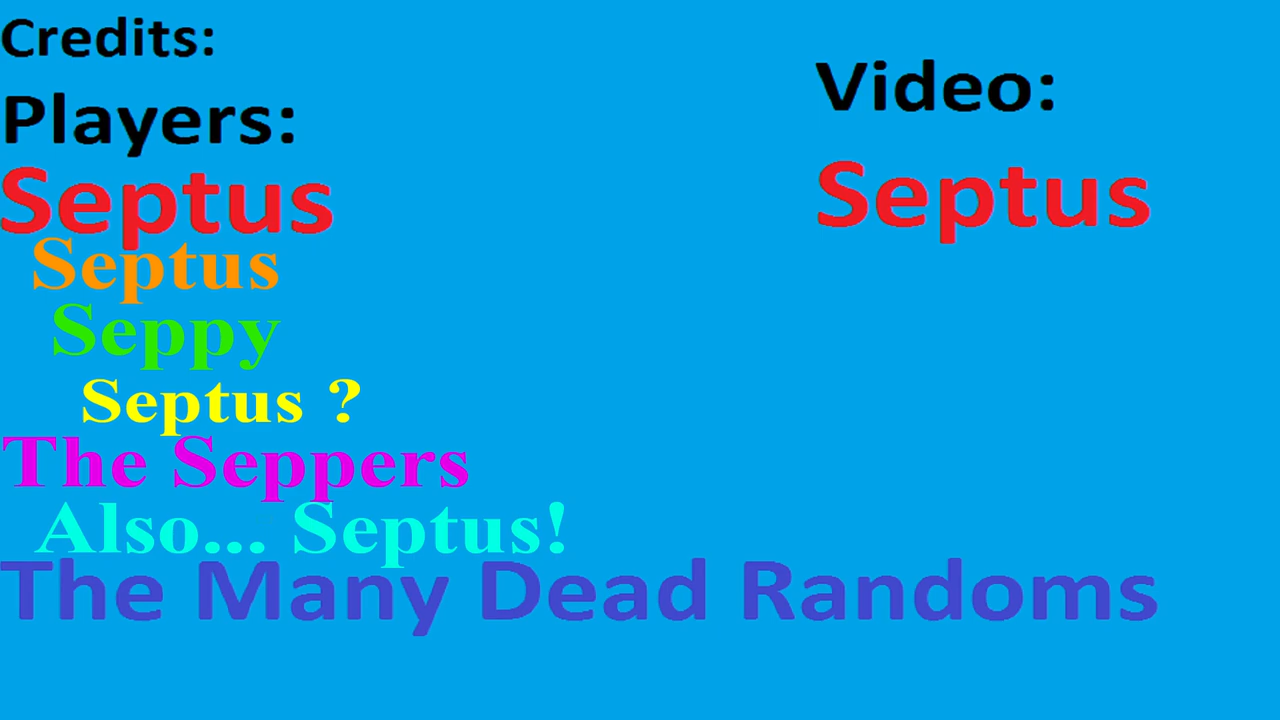 Credits:
Players:
Septus
Septus
Seppy
Septus ?
The Seppers
Also... Septus!
The Many Dead Randoms
Video:
Septus